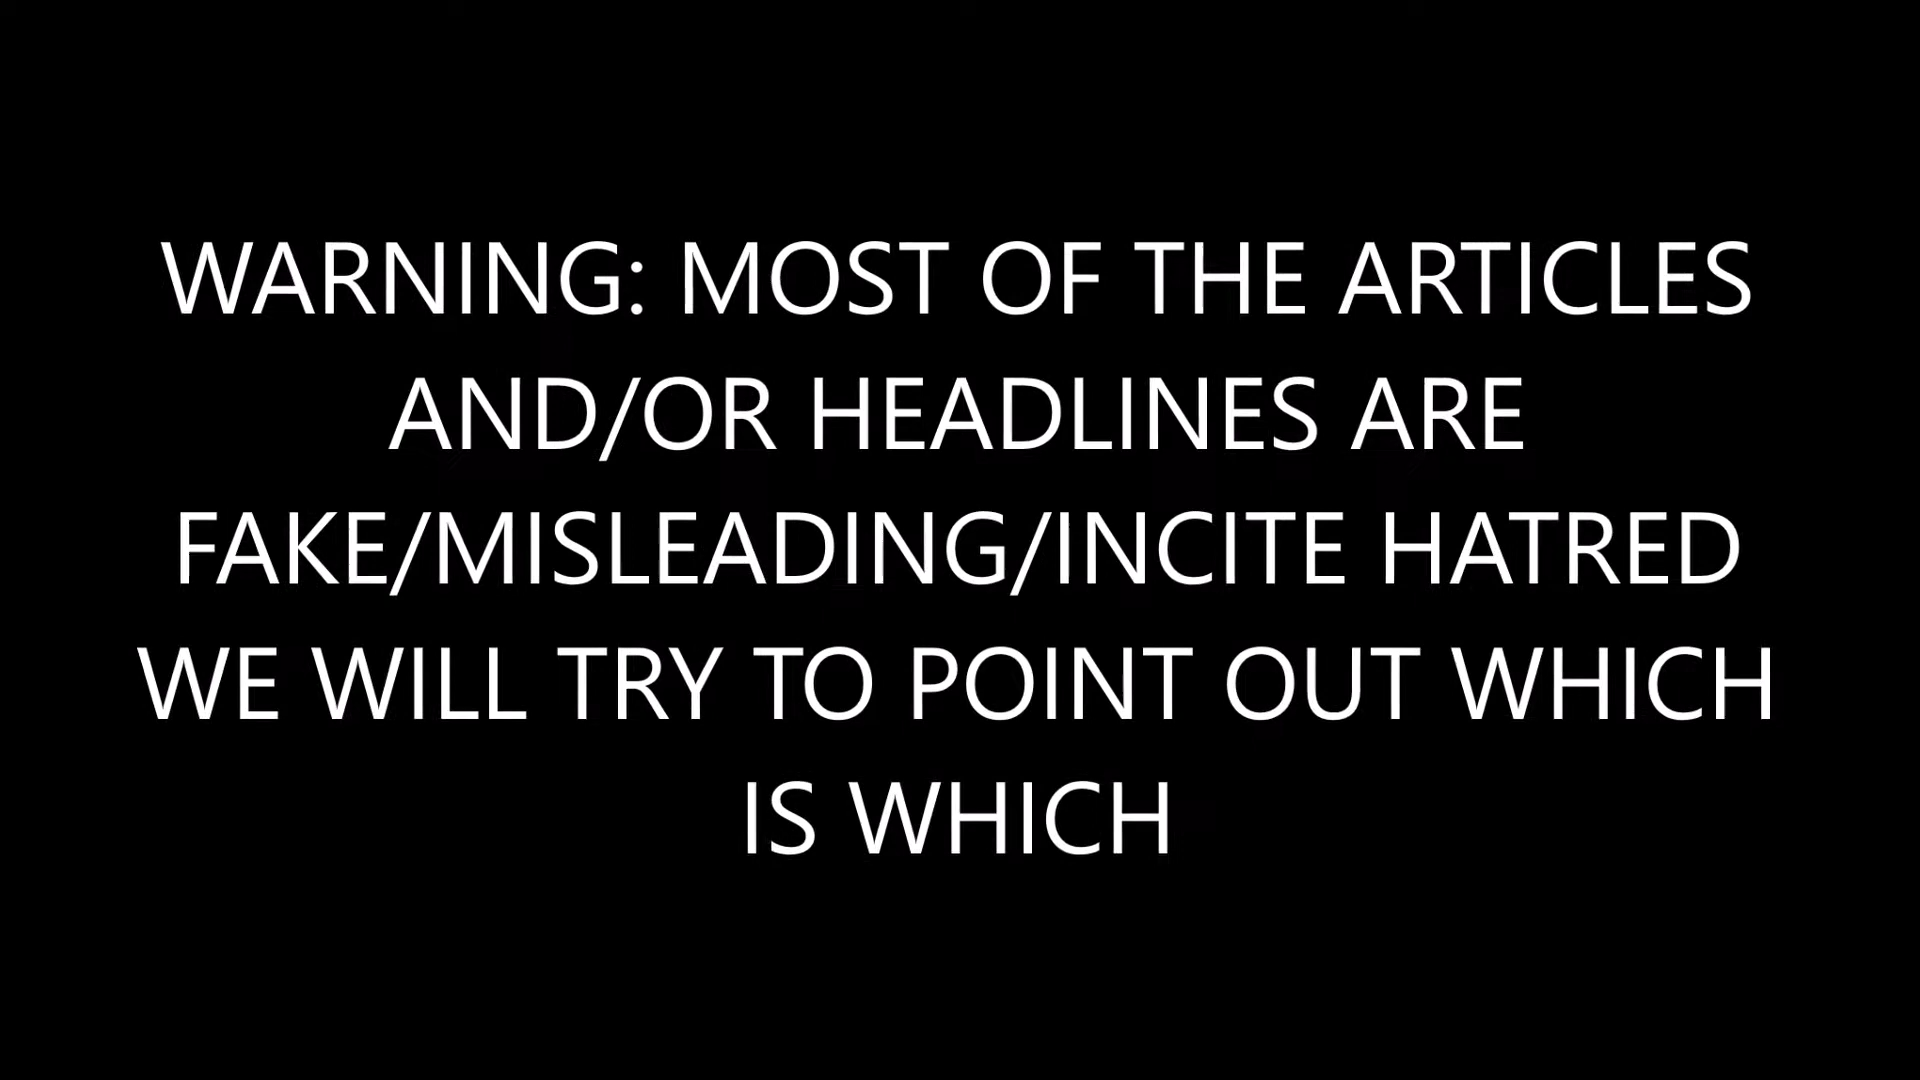 WARNING: MOST OF THE ARTICLES
AND/OR HEADLINES ARE
FAKE/MISLEADING/INCITE HATRED
WE WILL TRY TO POINT OUT WHICH
IS WHICH